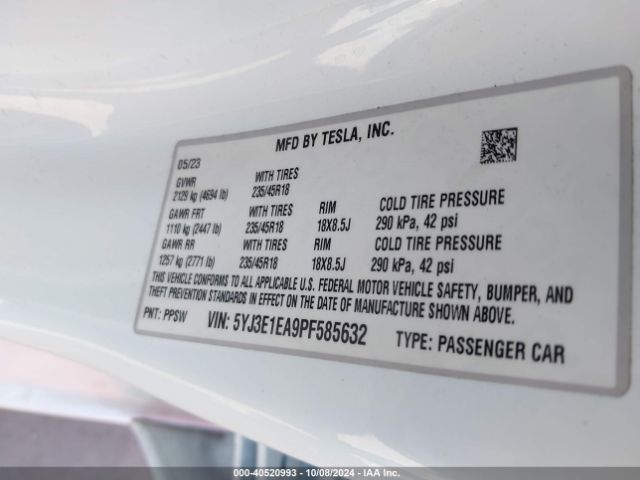 MFD BY TESLA, INC.
05/23
GVWR WITH TIRES
2129 kg (4694 lb) 235/45R18
GAWR FRT WITH TIRES RIM COLD TIRE PRESSURE
1110 kg (2447 lb) 235/45R18 18X8.5J 290 kPa, 42 psi
GAWR RR WITH TIRES RIM COLD TIRE PRESSURE
1257 kg (2771 lb) 235/45R18 18X8.5J 290 kPa, 42 psi
THIS VEHICLE CONFORMS TO ALL APPLICABLE U.S. FEDERAL MOTOR VEHICLE SAFETY, BUMPER, AND
THEFT PREVENTION STANDARDS IN EFFECT ON THE DATE OF MANUFACTURE SHOWN ABOVE.
PNT: PPSW VIN: 5YJ3E1EA9PF585632 TYPE: PASSENGER CAR
000-40520993 - 10/08/2024 - IAA Inc.